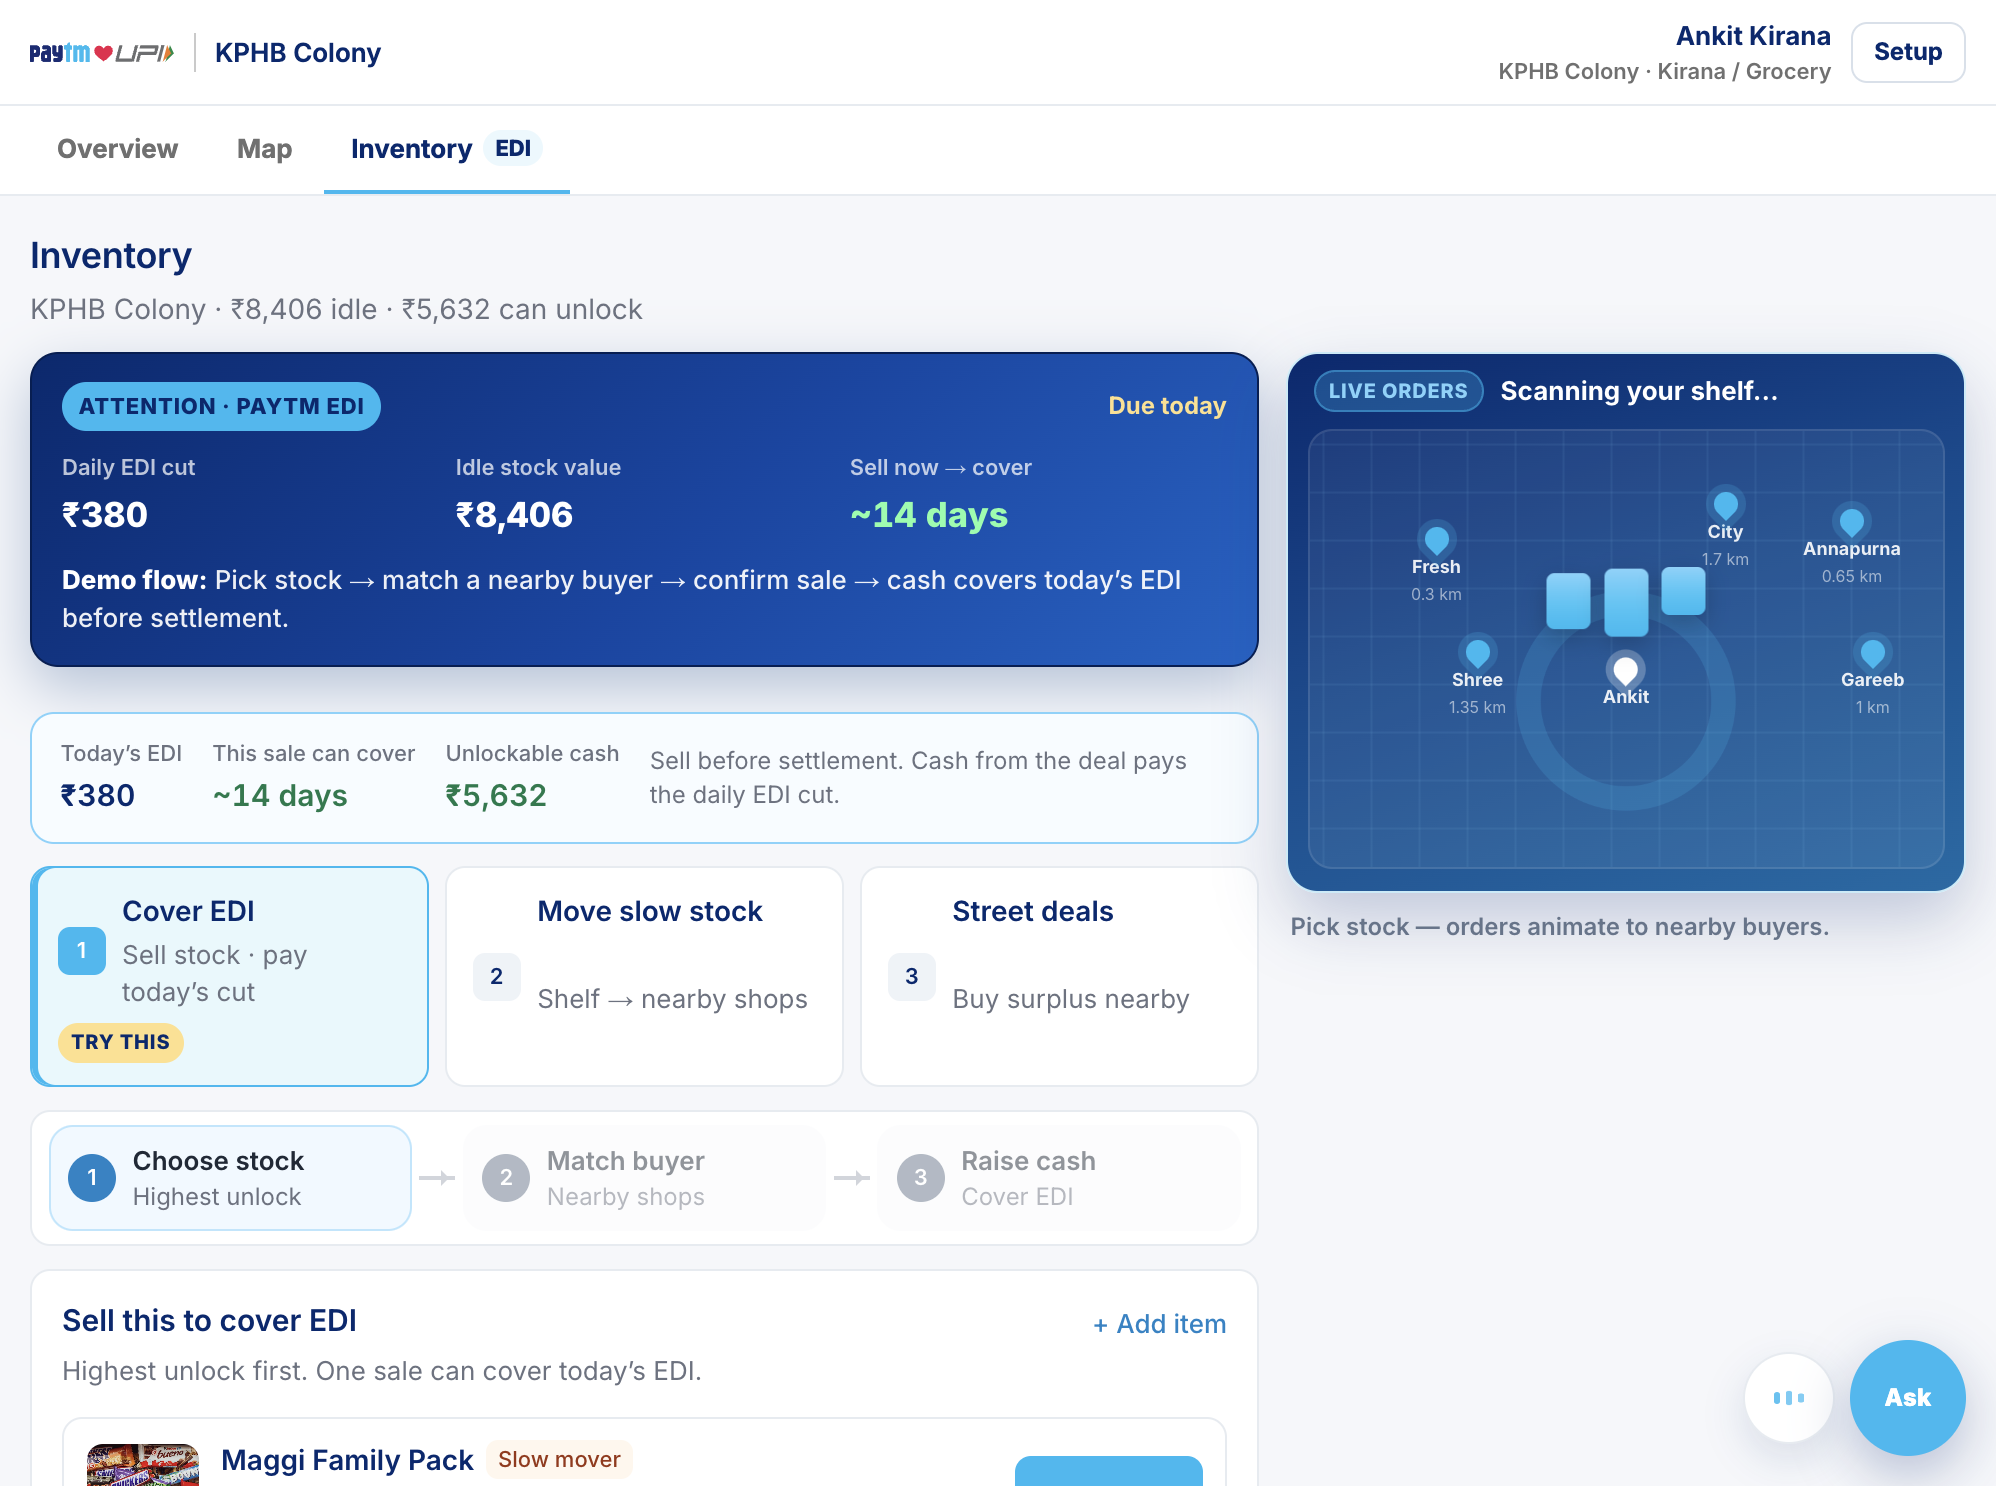 paytm UPI
KPHB Colony
Ankit Kirana
KPHB Colony · Kirana / Grocery
Setup
Overview
Map
Inventory EDI
Inventory
KPHB Colony · ₹8,406 idle · ₹5,632 can unlock
ATTENTION · PAYTM EDI
Due today
Daily EDI cut
₹380
Idle stock value
₹8,406
Sell now → cover
~14 days
Demo flow: Pick stock → match a nearby buyer → confirm sale → cash covers today’s EDI
before settlement.
LIVE ORDERS
Scanning your shelf…
City
1.7 km
Annapurna
0.65 km
Fresh
0.3 km
Shree
1.35 km
Ankit
Gareeb
1 km
Pick stock — orders animate to nearby buyers.
Today’s EDI
₹380
This sale can cover
~14 days
Unlockable cash
₹5,632
Sell before settlement. Cash from the deal pays
the daily EDI cut.
1
Cover EDI
Sell stock · pay
today’s cut
TRY THIS
2
Move slow stock
Shelf → nearby shops
3
Street deals
Buy surplus nearby
1
Choose stock
Highest unlock
2
Match buyer
Nearby shops
3
Raise cash
Cover EDI
Sell this to cover EDI
+ Add item
Highest unlock first. One sale can cover today’s EDI.
bueno
SNICKERS
Maggi Family Pack
Slow mover
Ask